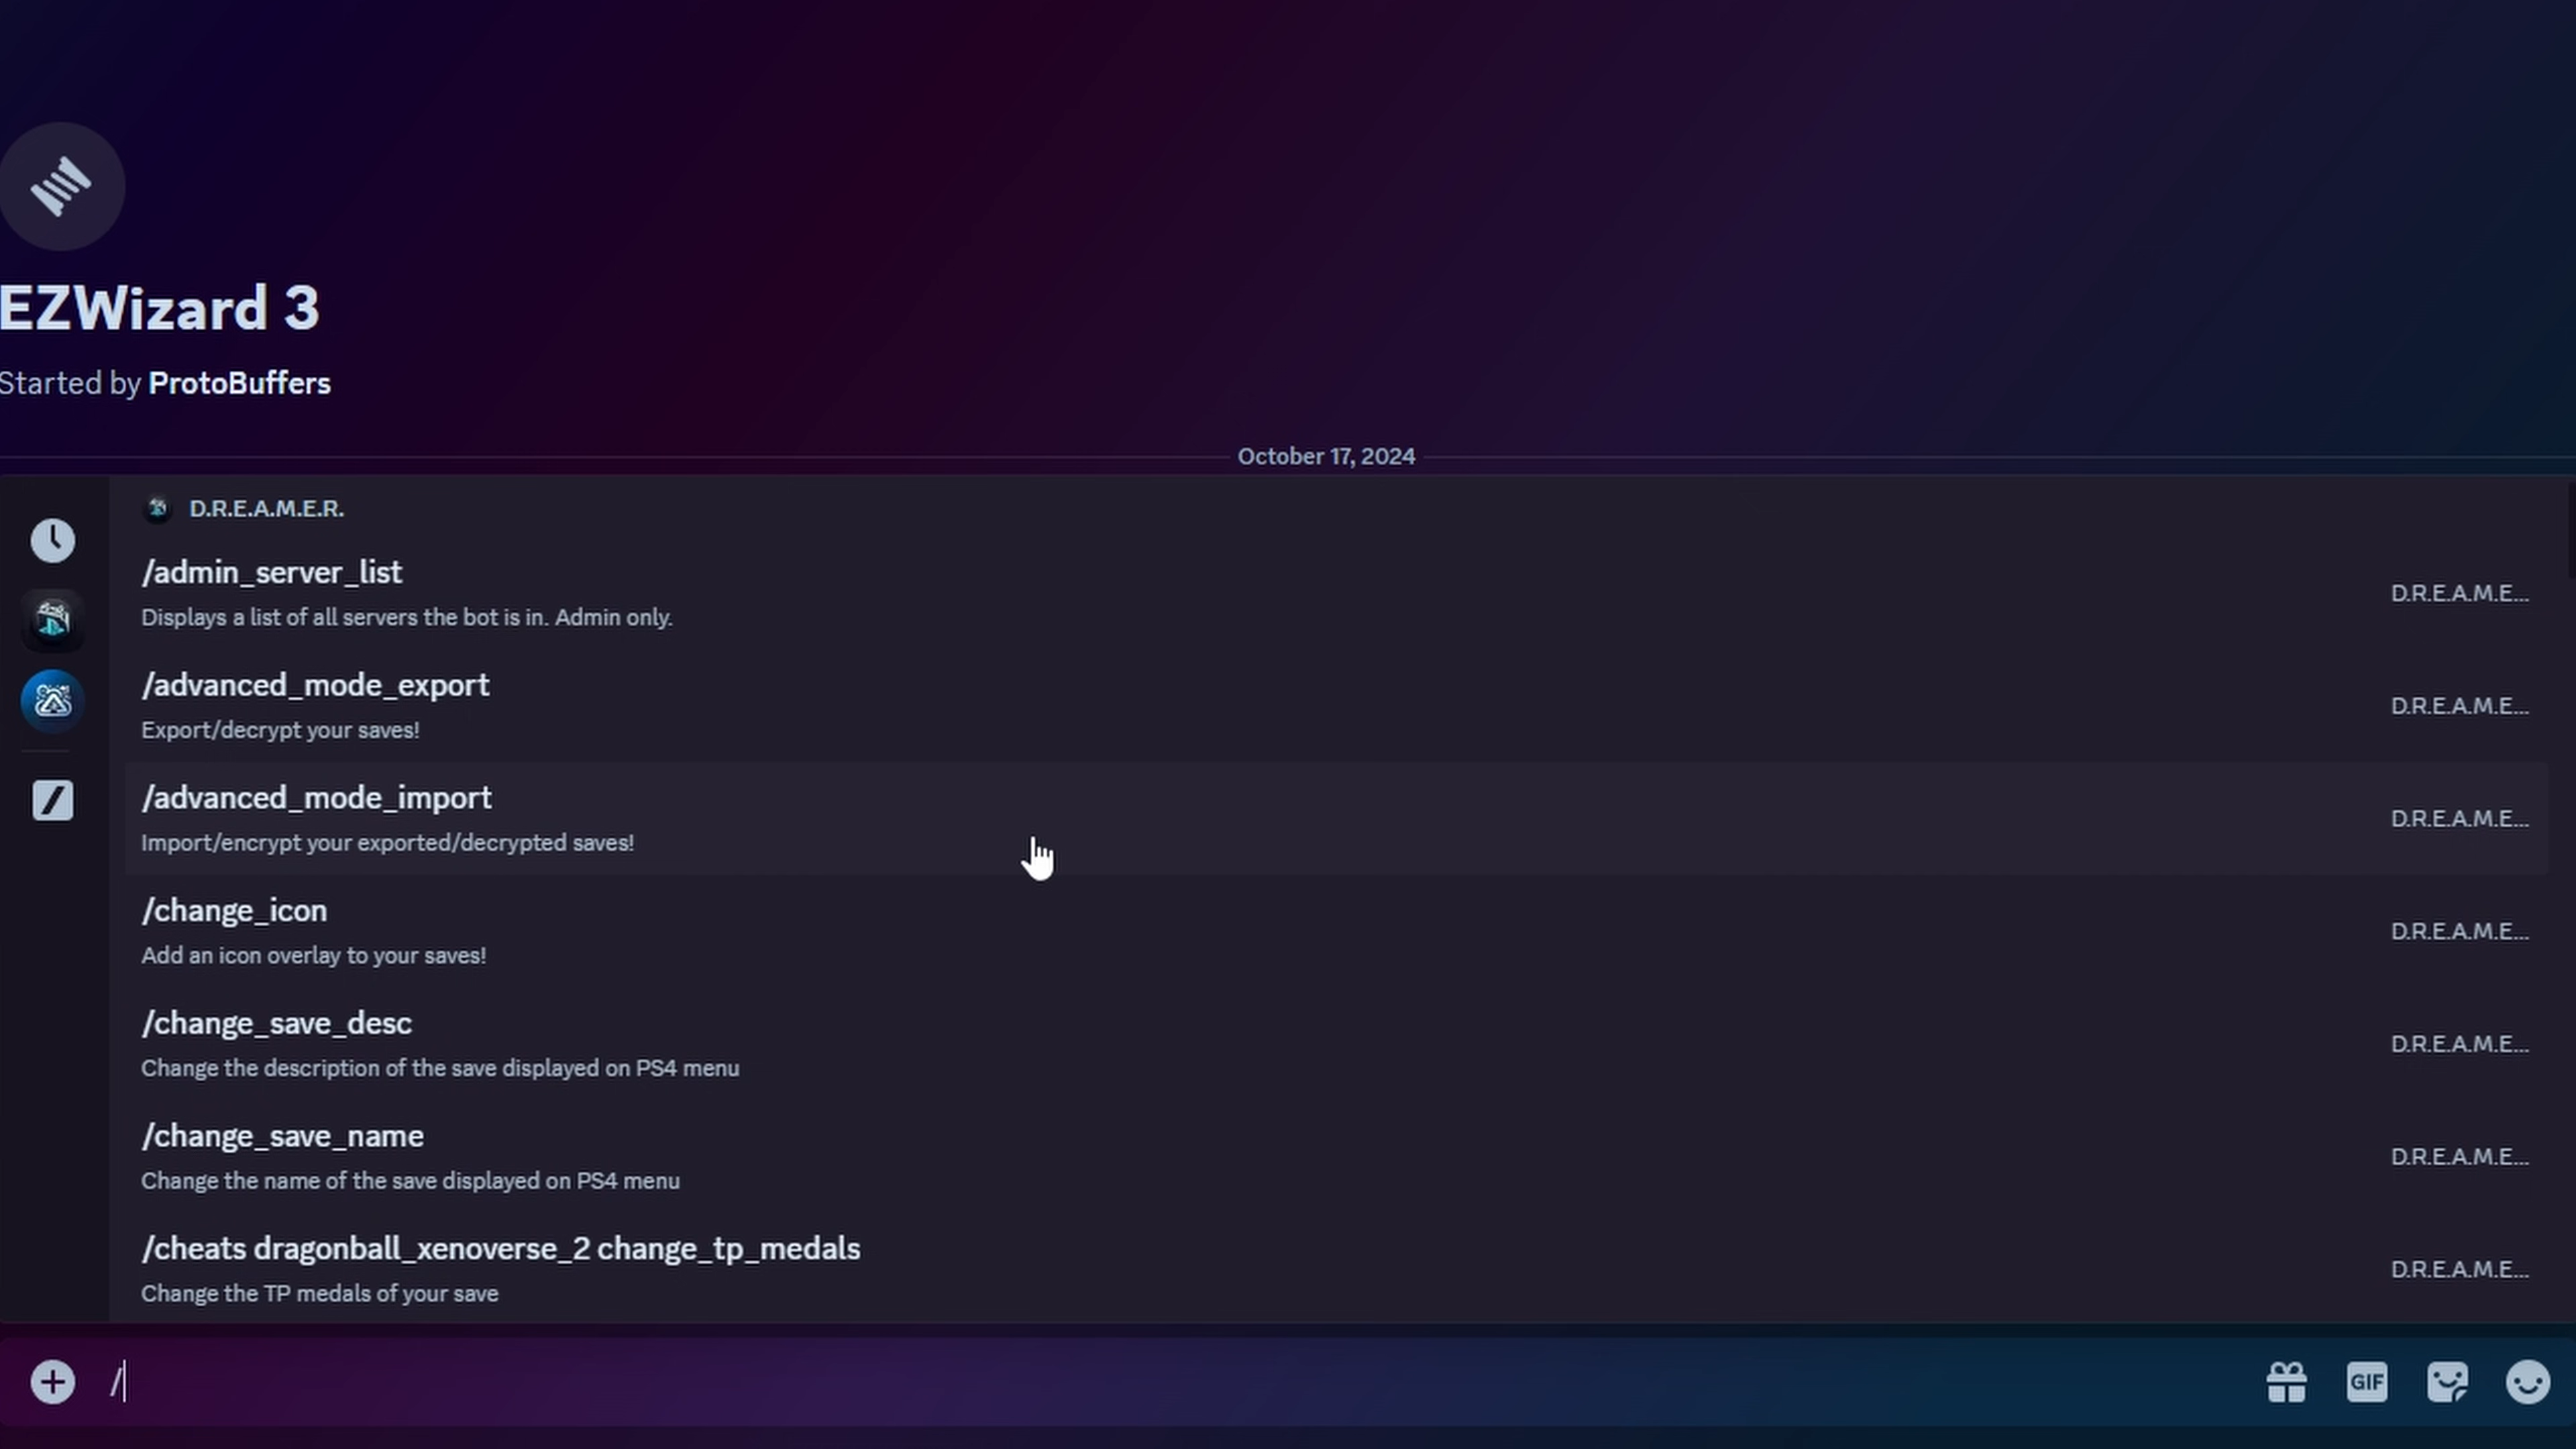 EZWizard 3
Started by ProtoBuffers
October 17, 2024
D.R.E.A.M.E.R.
/admin_server_list
Displays a list of all servers the bot is in. Admin only.
D.R.E.A.M.E...
/advanced_mode_export
Export/decrypt your saves!
D.R.E.A.M.E...
/advanced_mode_import
Import/encrypt your exported/decrypted saves!
D.R.E.A.M.E...
/change_icon
Add an icon overlay to your saves!
D.R.E.A.M.E...
/change_save_desc
Change the description of the save displayed on PS4 menu
D.R.E.A.M.E...
/change_save_name
Change the name of the save displayed on PS4 menu
D.R.E.A.M.E...
/cheats dragonball_xenoverse_2 change_tp_medals
Change the TP medals of your save
D.R.E.A.M.E...
/
GIF